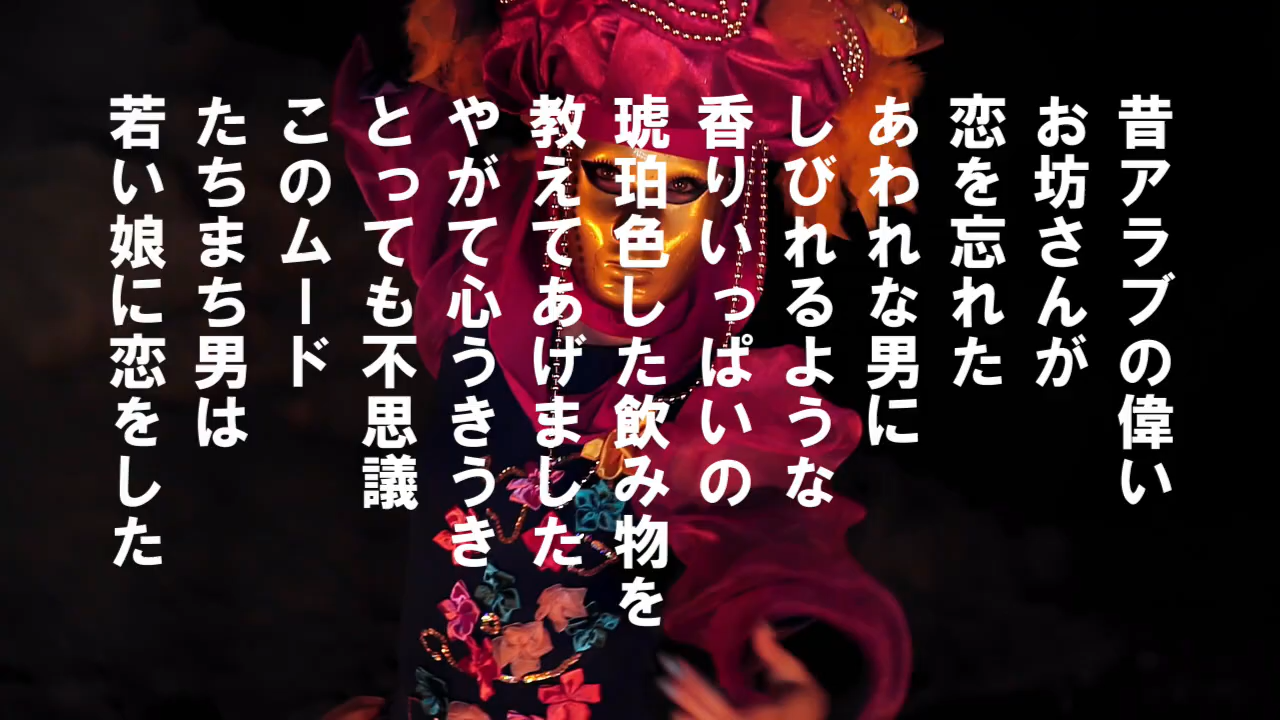 昔アラブの偉い
お坊さんが
恋を忘れた
あわれな男に
しびれるような
香りいっぱいの
琥珀色した飲み物を
教えてあげました
やがて心うきうき
とっても不思議
このムード
たちまち男は
若い娘に恋をした